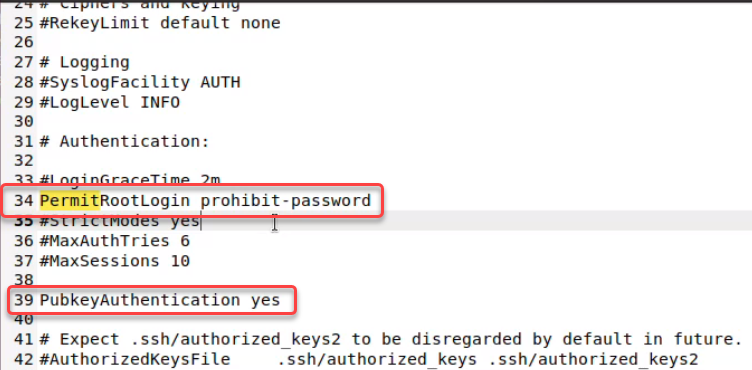 24 # Ciphers and keying
25 #RekeyLimit default none
26
27 # Logging
28 #SyslogFacility AUTH
29 #LogLevel INFO
30
31 # Authentication:
32
33 #LoginGraceTime 2m
34 PermitRootLogin prohibit-password
35 #StrictModes yes
36 #MaxAuthTries 6
37 #MaxSessions 10
38
39 PubkeyAuthentication yes
40
41 # Expect .ssh/authorized_keys2 to be disregarded by default in future.
42 #AuthorizedKeysFile     .ssh/authorized_keys .ssh/authorized_keys2